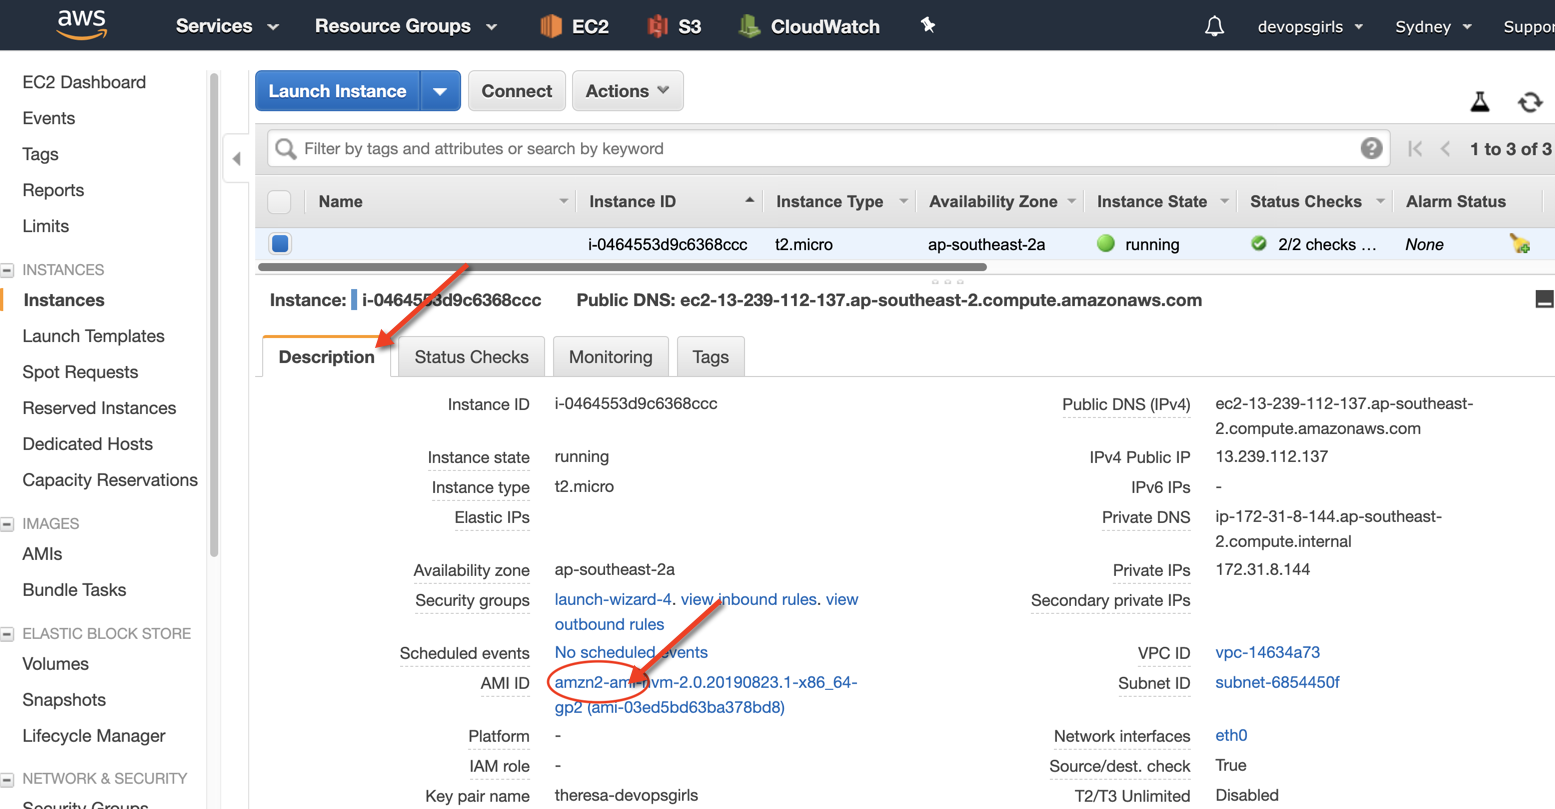 aws Services Resource Groups EC2 S3 CloudWatch devopsgirls Sydney Suppor
EC2 Dashboard
Events
Tags
Reports
Limits
INSTANCES
Instances
Launch Templates
Spot Requests
Reserved Instances
Dedicated Hosts
Capacity Reservations
IMAGES
AMIs
Bundle Tasks
ELASTIC BLOCK STORE
Volumes
Snapshots
Lifecycle Manager
NETWORK & SECURITY
Security Groups
Launch Instance Connect Actions
Filter by tags and attributes or search by keyword 1 to 3 of 3
Name Instance ID Instance Type Availability Zone Instance State Status Checks Alarm Status
i-0464553d9c6368ccc t2.micro ap-southeast-2a running 2/2 checks ... None
Instance: i-0464553d9c6368ccc Public DNS: ec2-13-239-112-137.ap-southeast-2.compute.amazonaws.com
Description Status Checks Monitoring Tags
Instance ID i-0464553d9c6368ccc
Instance state running
Instance type t2.micro
Elastic IPs
Availability zone ap-southeast-2a
Security groups launch-wizard-4. view inbound rules. view
outbound rules
Scheduled events No scheduled events
AMI ID amzn2-ami-hvm-2.0.20190823.1-x86_64-
gp2 (ami-03ed5bd63ba378bd8)
Platform -
IAM role -
Key pair name theresa-devopsgirls
Public DNS (IPv4) ec2-13-239-112-137.ap-southeast-
2.compute.amazonaws.com
IPv4 Public IP 13.239.112.137
IPv6 IPs -
Private DNS ip-172-31-8-144.ap-southeast-
2.compute.internal
Private IPs 172.31.8.144
Secondary private IPs
VPC ID vpc-14634a73
Subnet ID subnet-6854450f
Network interfaces eth0
Source/dest. check True
T2/T3 Unlimited Disabled